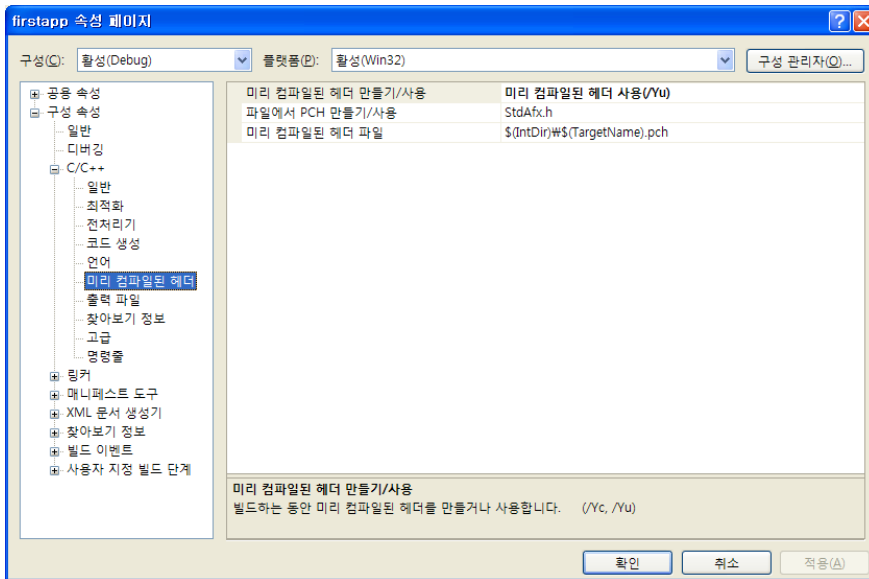 firstapp 속성 페이지
구성(C): 활성(Debug) 플랫폼(P): 활성(Win32) 구성 관리자(O)...
공용 속성
구성 속성
일반
디버깅
C/C++
일반
최적화
전처리기
코드 생성
언어
미리 컴파일된 헤더
출력 파일
찾아보기 정보
고급
명령줄
링커
매니페스트 도구
XML 문서 생성기
찾아보기 정보
빌드 이벤트
사용자 지정 빌드 단계
미리 컴파일된 헤더 만들기/사용 미리 컴파일된 헤더 사용(/Yu)
파일에서 PCH 만들기/사용 StdAfx.h
미리 컴파일된 헤더 파일 $(IntDir)₩$(TargetName).pch
미리 컴파일된 헤더 만들기/사용
빌드하는 동안 미리 컴파일된 헤더를 만들거나 사용합니다. (/Yc, /Yu)
확인 취소 적용(A)